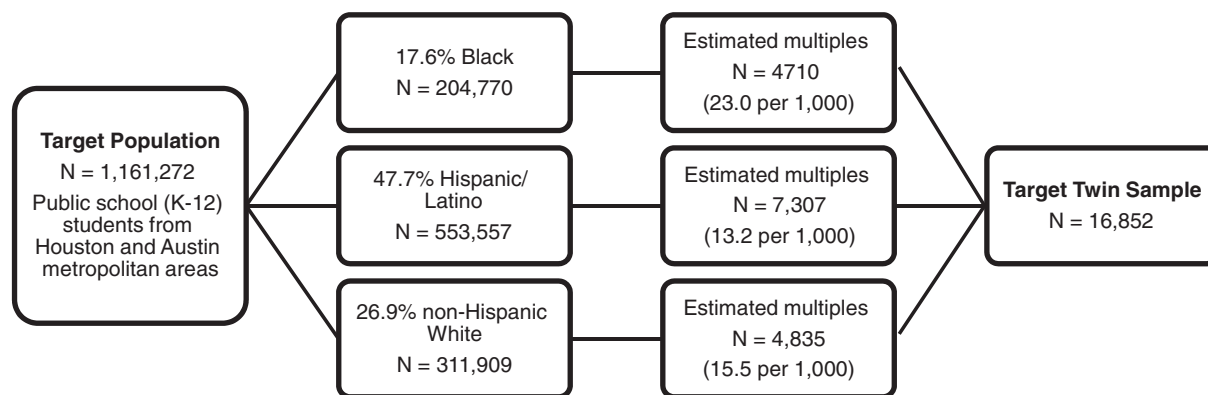 Target Population
N = 1,161,272
Public school (K-12)
students from
Houston and Austin
metropolitan areas
17.6% Black
N = 204,770
47.7% Hispanic/
Latino
N = 553,557
26.9% non-Hispanic
White
N = 311,909
Estimated multiples
N = 4710
(23.0 per 1,000)
Estimated multiples
N = 7,307
(13.2 per 1,000)
Estimated multiples
N = 4,835
(15.5 per 1,000)
Target Twin Sample
N = 16,852